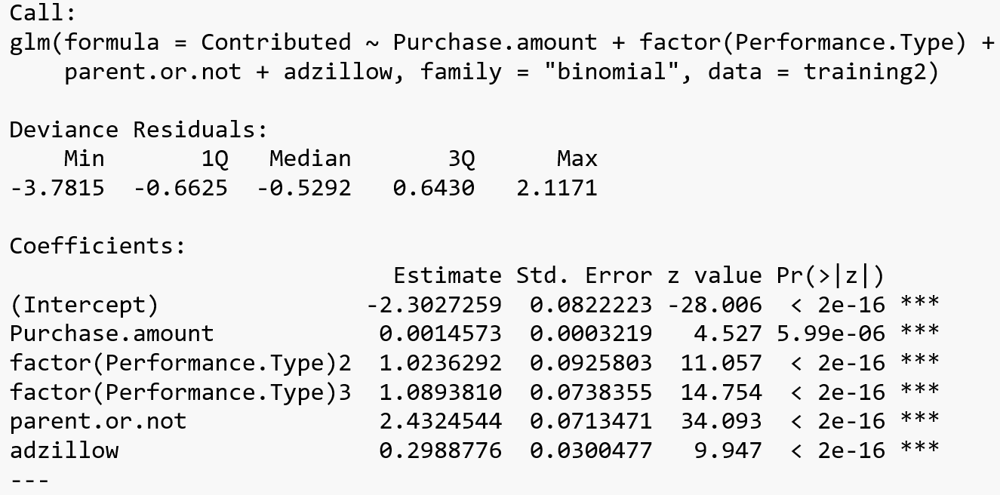 Call:
glm(formula = Contributed ~ Purchase.amount + factor(Performance.Type) +
    parent.or.not + adzillow, family = "binomial", data = training2)

Deviance Residuals:
    Min       1Q   Median       3Q      Max
-3.7815  -0.6625  -0.5292   0.6430   2.1171

Coefficients:
                            Estimate Std. Error z value Pr(>|z|)
(Intercept)               -2.3027259  0.0822223 -28.006  < 2e-16 ***
Purchase.amount            0.0014573  0.0003219   4.527 5.99e-06 ***
factor(Performance.Type)2  1.0236292  0.0925803  11.057  < 2e-16 ***
factor(Performance.Type)3  1.0893810  0.0738355  14.754  < 2e-16 ***
parent.or.not              2.4324544  0.0713471  34.093  < 2e-16 ***
adzillow                   0.2988776  0.0300477   9.947  < 2e-16 ***
---